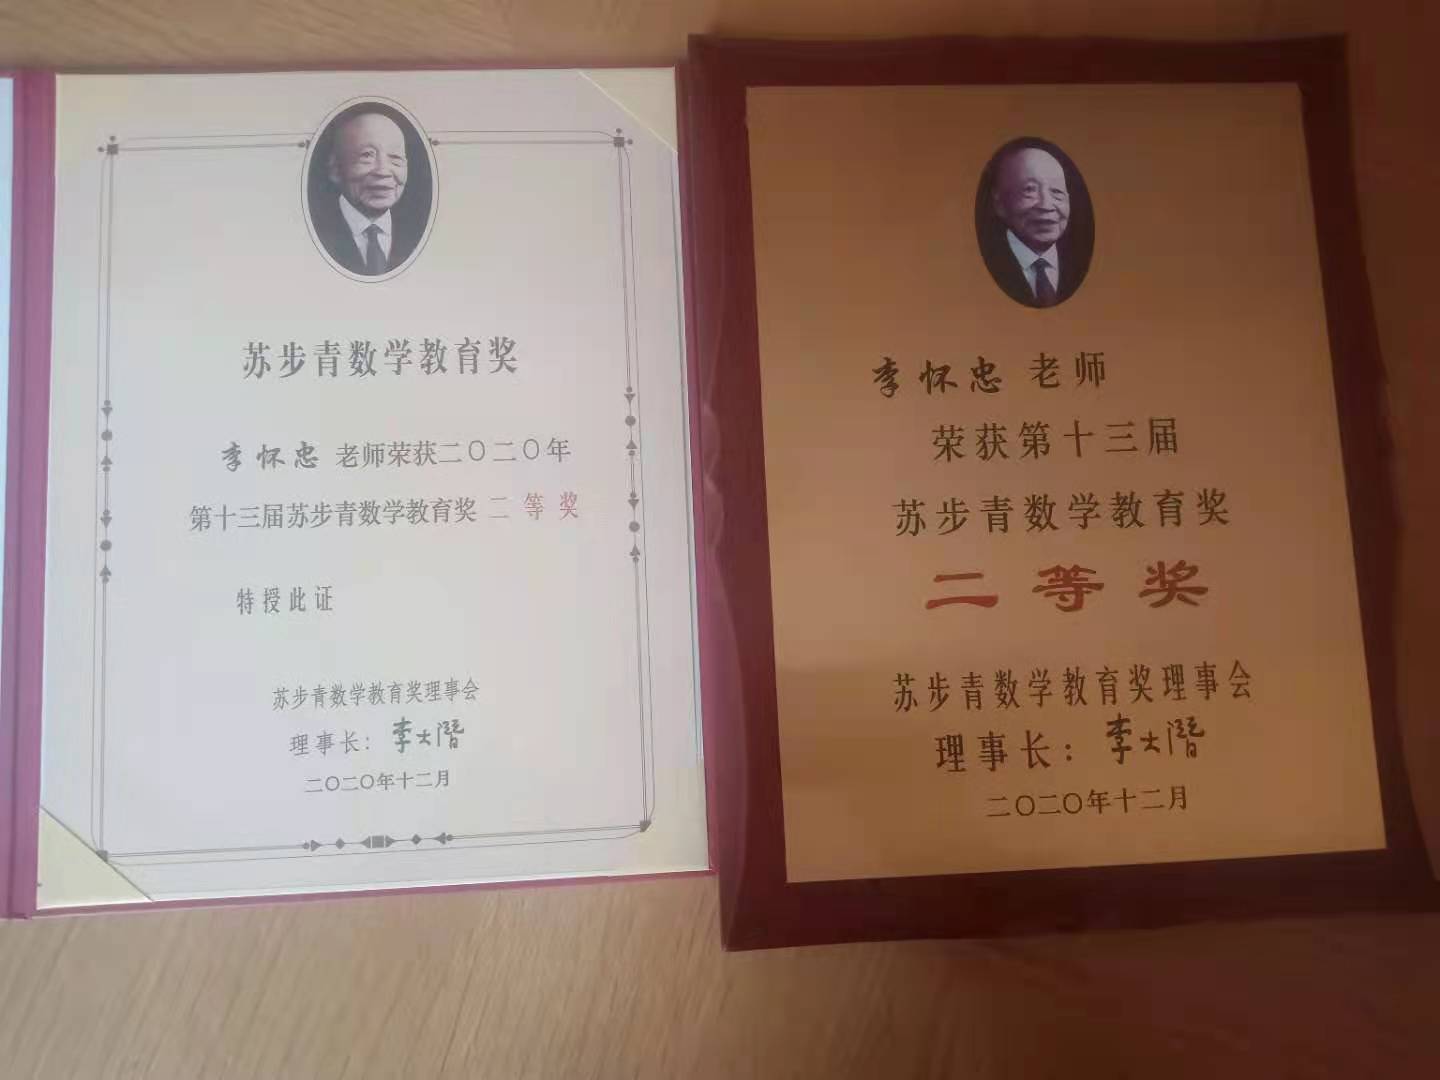 苏步青数学教育奖
李怀忠 老师荣获二〇二〇年
第十三届苏步青数学教育奖 二等奖
特授此证
苏步青数学教育奖理事会
理事长：李大潜
二〇二〇年十二月
李怀忠 老师
荣获第十三届
苏步青数学教育奖
二等奖
苏步青数学教育奖理事会
理事长：李大潜
二〇二〇年十二月